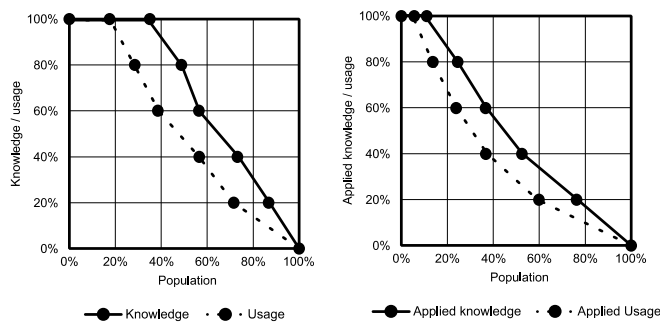 100%
80%
60%
40%
20%
0%
Knowledge / usage
0% 20% 40% 60% 80% 100%
Population
Knowledge Usage
100%
80%
60%
40%
20%
0%
Applied knowledge / usage
0% 20% 40% 60% 80% 100%
Population
Applied knowledge Applied Usage